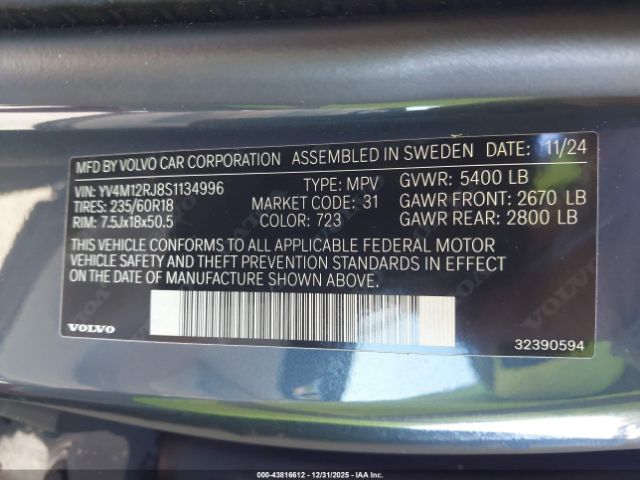 MFD BY VOLVO CAR CORPORATION ASSEMBLED IN SWEDEN DATE: 11/24
VIN: YV4M12RJ8S1134996 TYPE: MPV GVWR: 5400 LB
TIRES: 235/60R18 MARKET CODE: 31 GAWR FRONT: 2670 LB
RIM: 7.5Jx18x50.5 COLOR: 723 GAWR REAR: 2800 LB
THIS VEHICLE CONFORMS TO ALL APPLICABLE FEDERAL MOTOR
VEHICLE SAFETY AND THEFT PREVENTION STANDARDS IN EFFECT
ON THE DATE OF MANUFACTURE SHOWN ABOVE.
VOLVO 32390594
000-43816612 - 12/31/2025 - IAAI, Inc.